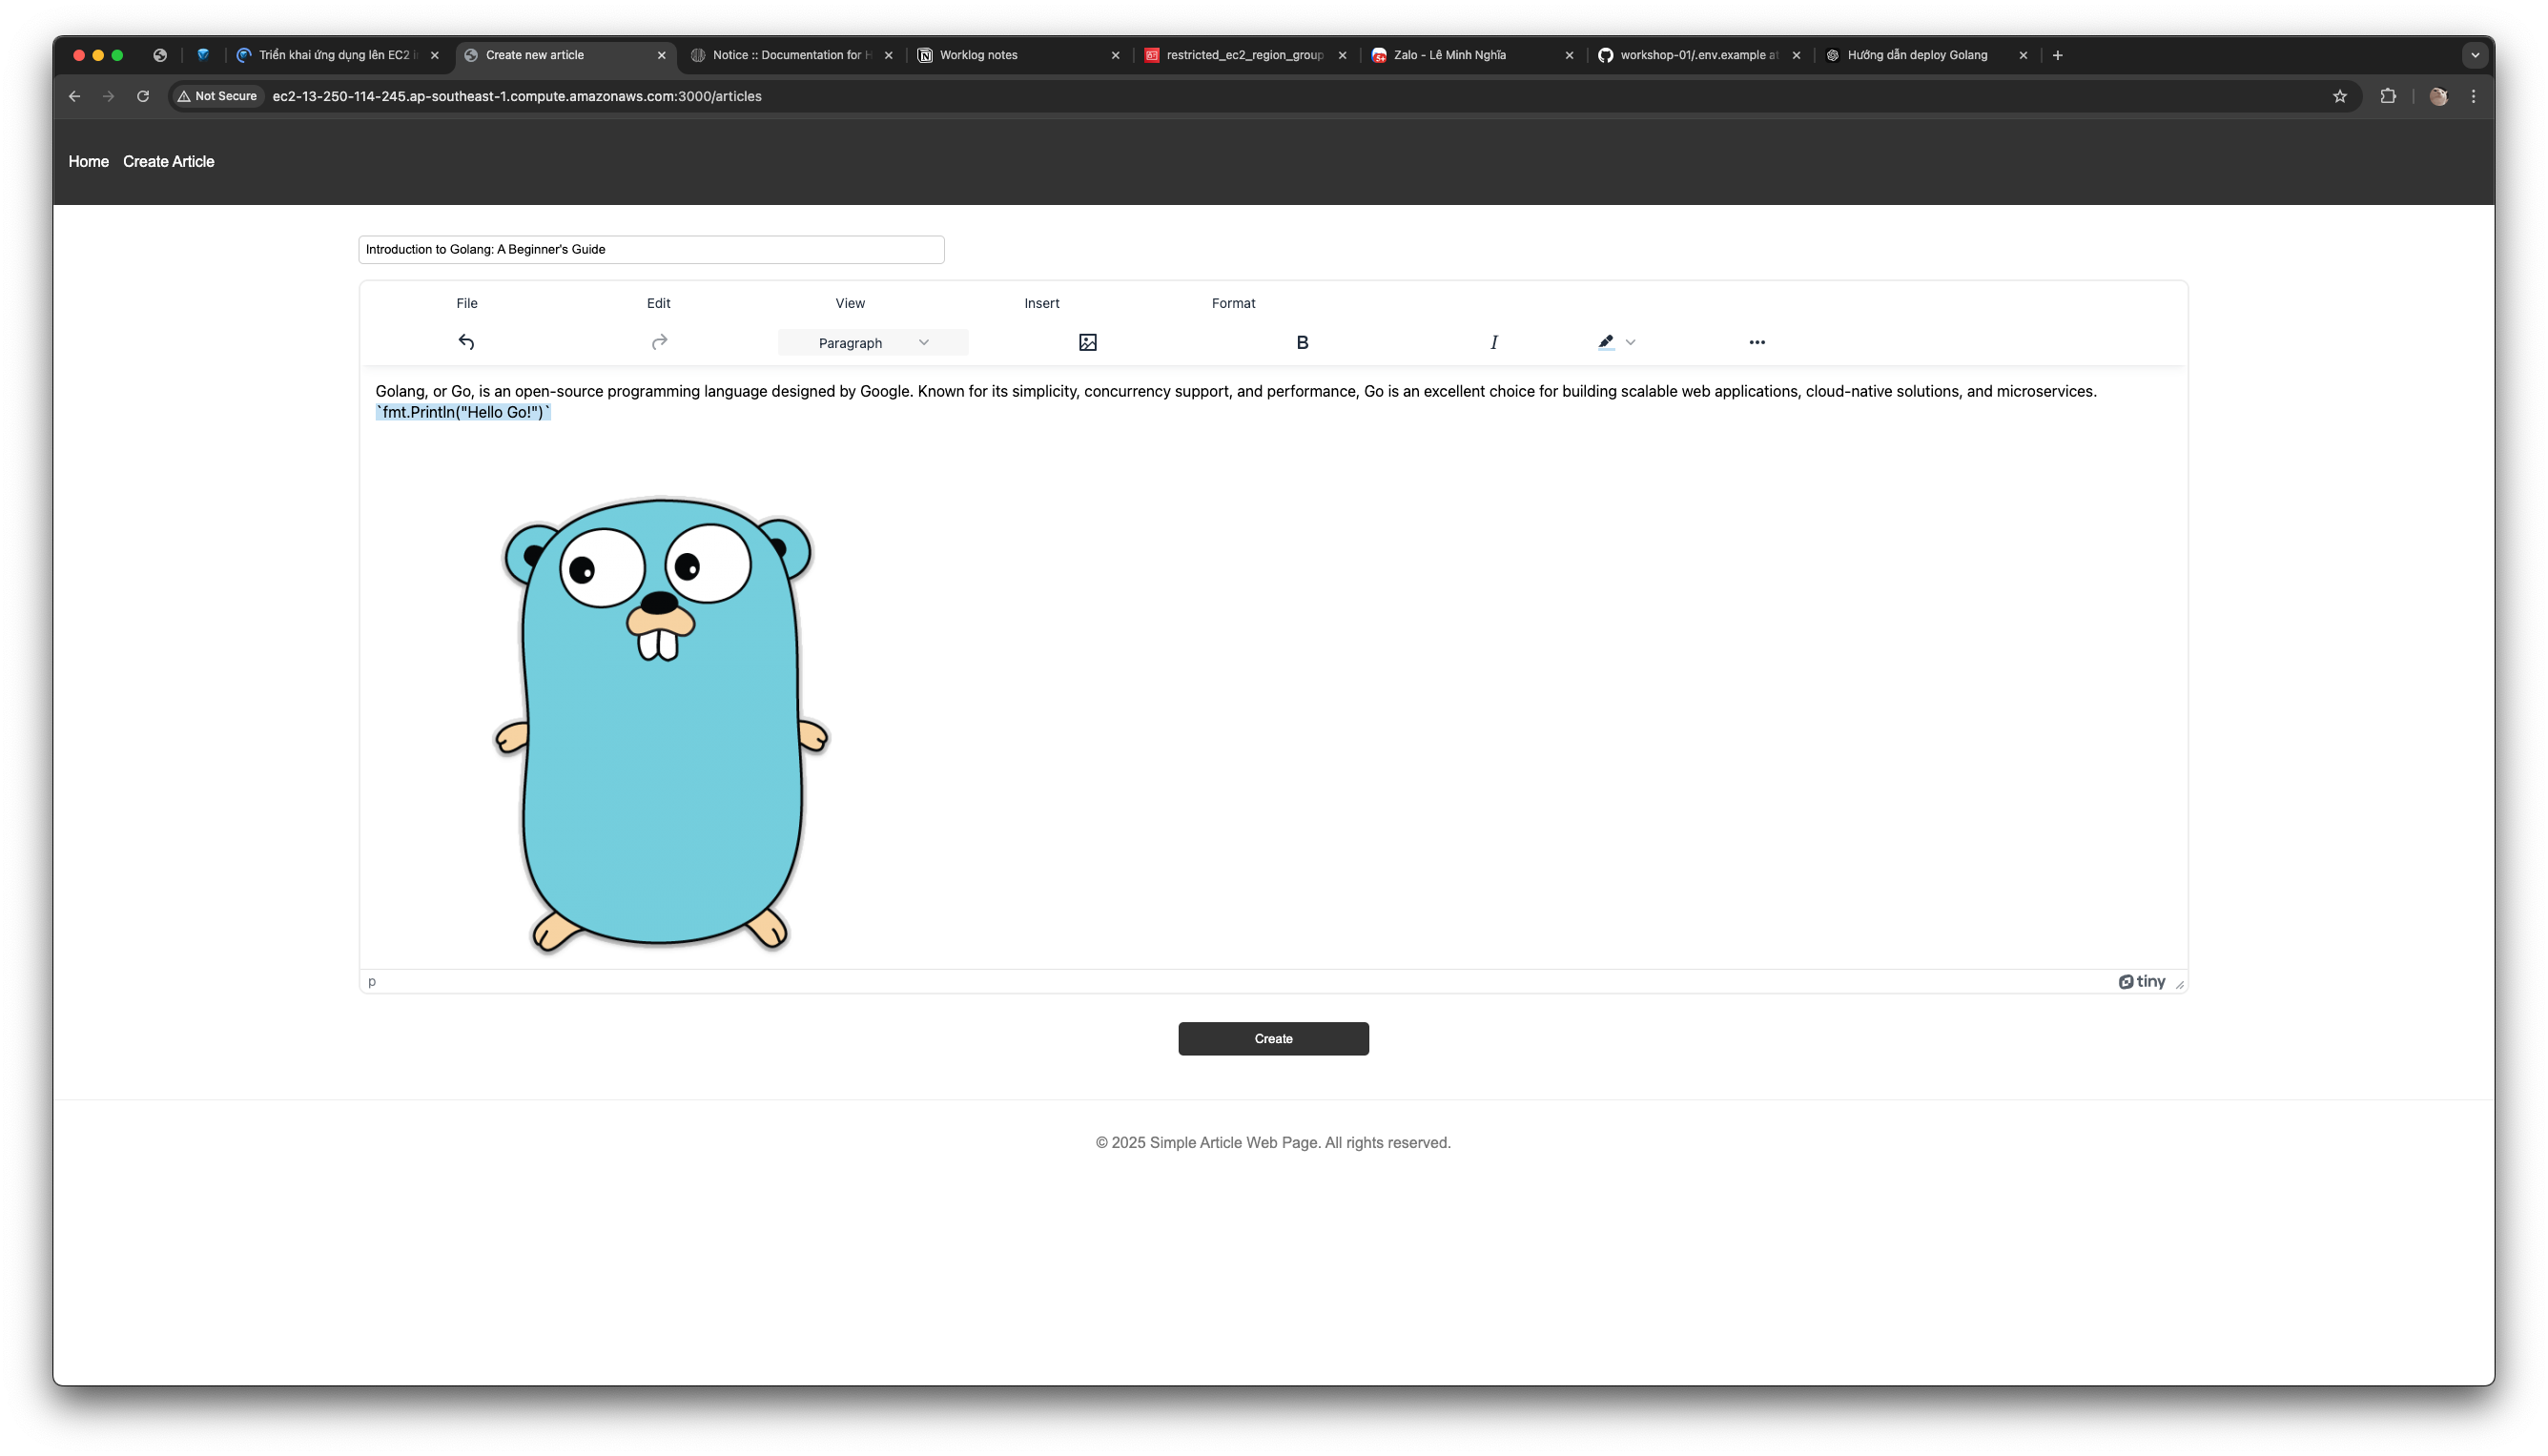 Triển khai ứng dụng lên EC2 i
Create new article
Notice :: Documentation for H
Worklog notes
restricted_ec2_region_group
Zalo - Lê Minh Nghĩa
workshop-01/.env.example at
Hướng dẫn deploy Golang
Not Secure
ec2-13-250-114-245.ap-southeast-1.compute.amazonaws.com:3000/articles
Home Create Article
Introduction to Golang: A Beginner's Guide
File Edit View Insert Format
Paragraph B I
Golang, or Go, is an open-source programming language designed by Google. Known for its simplicity, concurrency support, and performance, Go is an excellent choice for building scalable web applications, cloud-native solutions, and microservices.
`fmt.Println("Hello Go!")`
p
tiny
Create
© 2025 Simple Article Web Page. All rights reserved.